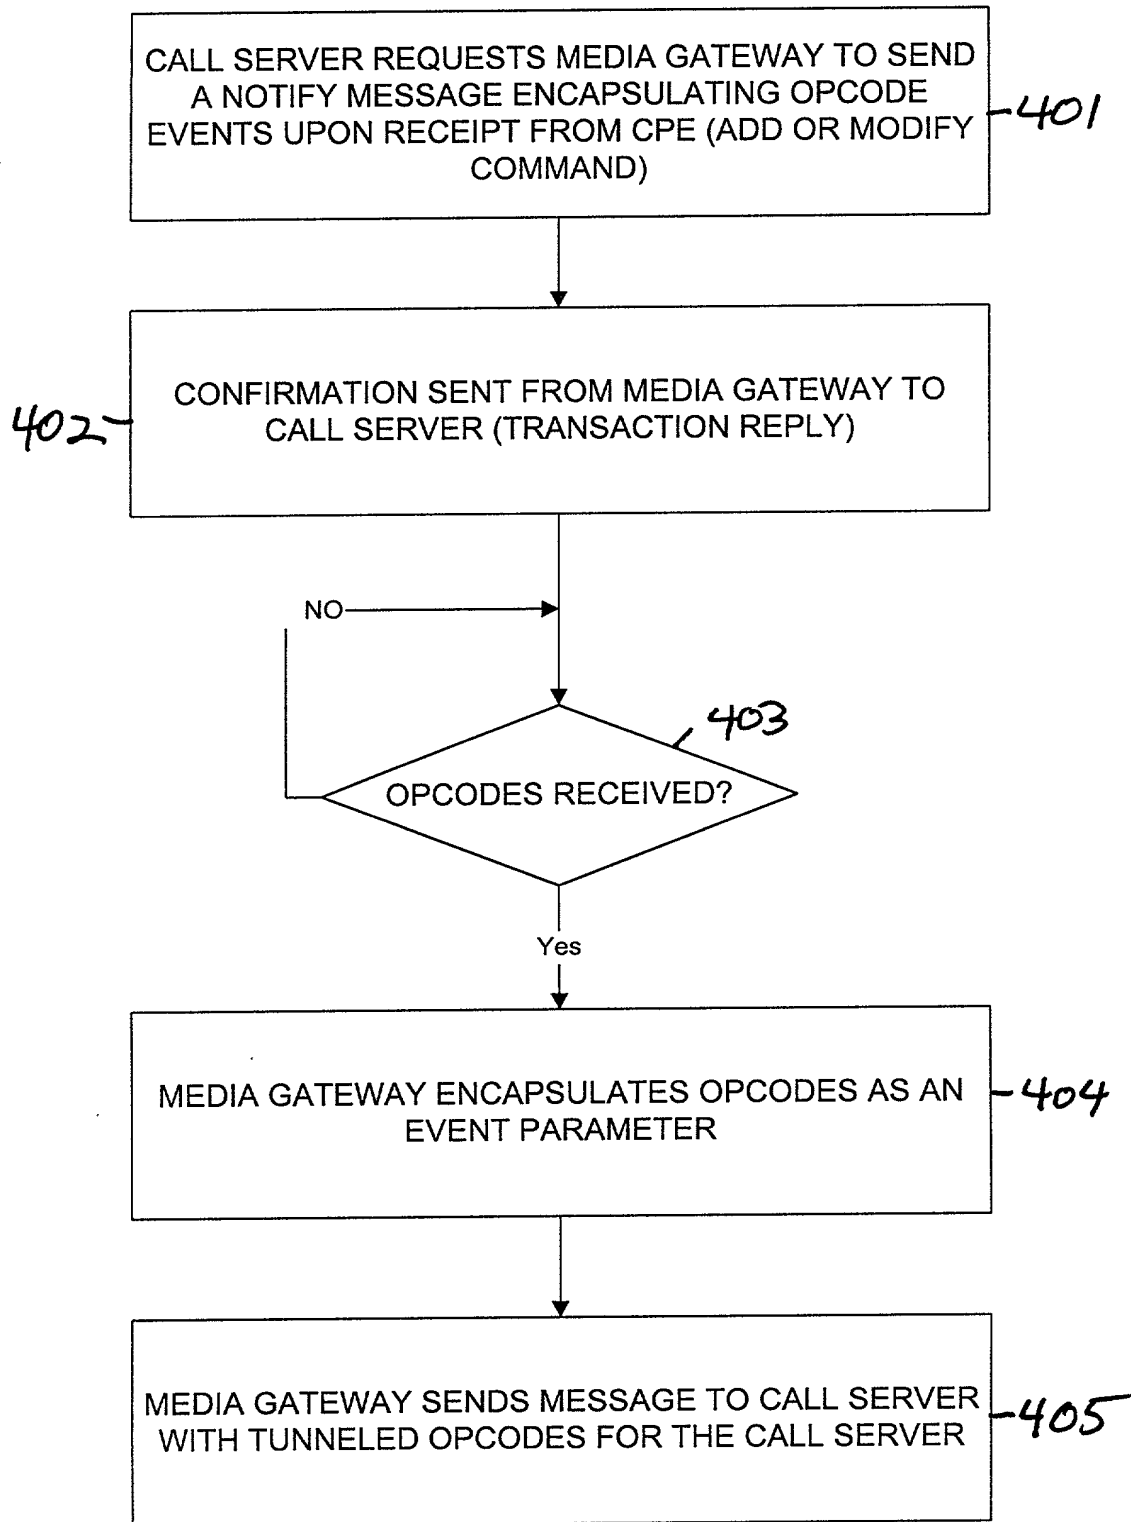 CALL SERVER REQUESTS MEDIA GATEWAY TO SEND
A NOTIFY MESSAGE ENCAPSULATING OPCODE
EVENTS UPON RECEIPT FROM CPE (ADD OR MODIFY
COMMAND)
401
CONFIRMATION SENT FROM MEDIA GATEWAY TO
CALL SERVER (TRANSACTION REPLY)
402
NO
403
OPCODES RECEIVED?
Yes
MEDIA GATEWAY ENCAPSULATES OPCODES AS AN
EVENT PARAMETER
404
MEDIA GATEWAY SENDS MESSAGE TO CALL SERVER
WITH TUNNELED OPCODES FOR THE CALL SERVER
405